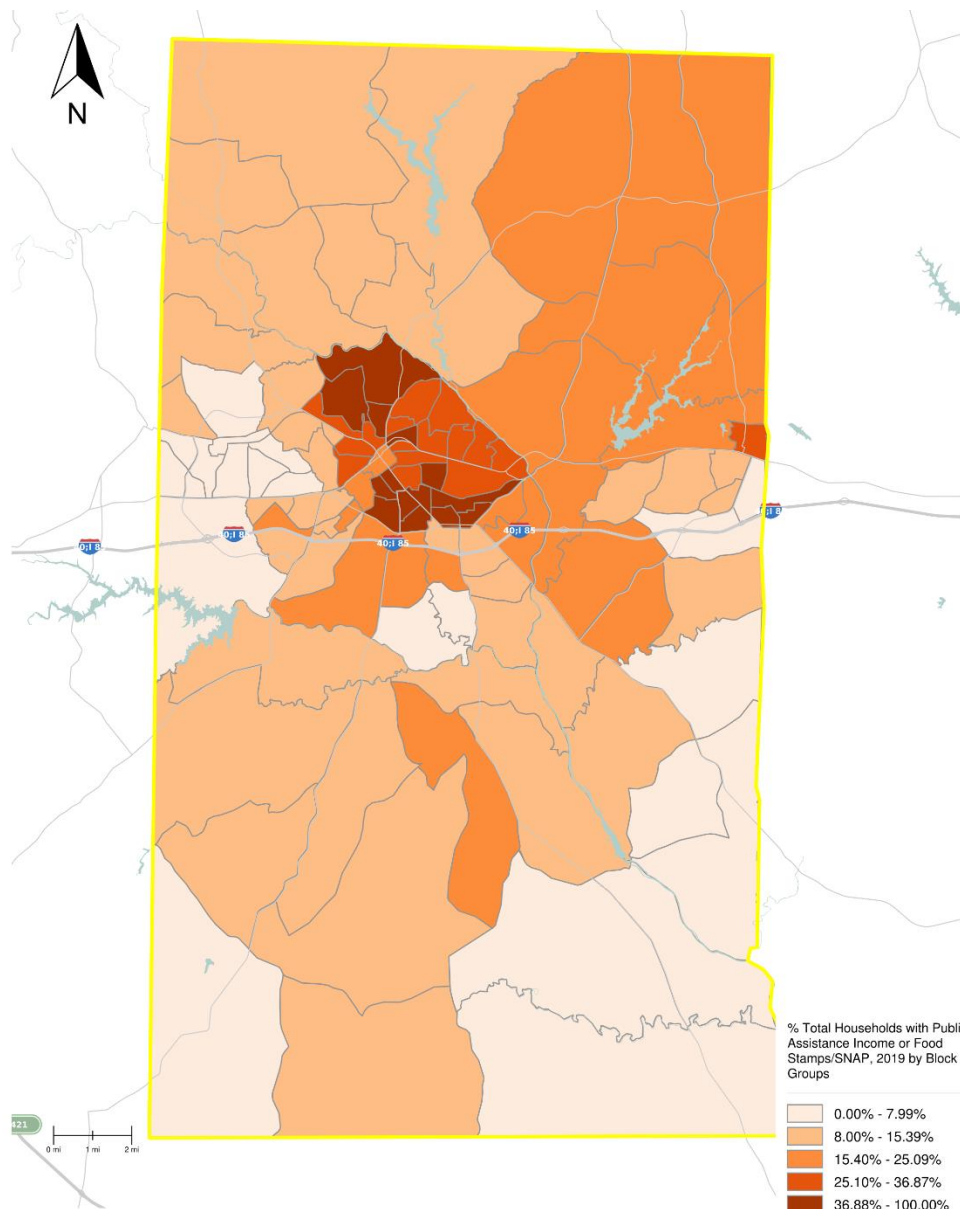 N
0;I 8
0;I 8
40;I 85
40;I 85
;I 8
421
0 mi 1 mi 2 mi
% Total Households with Publi
Assistance Income or Food
Stamps/SNAP, 2019 by Block
Groups
0.00% - 7.99%
8.00% - 15.39%
15.40% - 25.09%
25.10% - 36.87%
36.88% - 100.00%